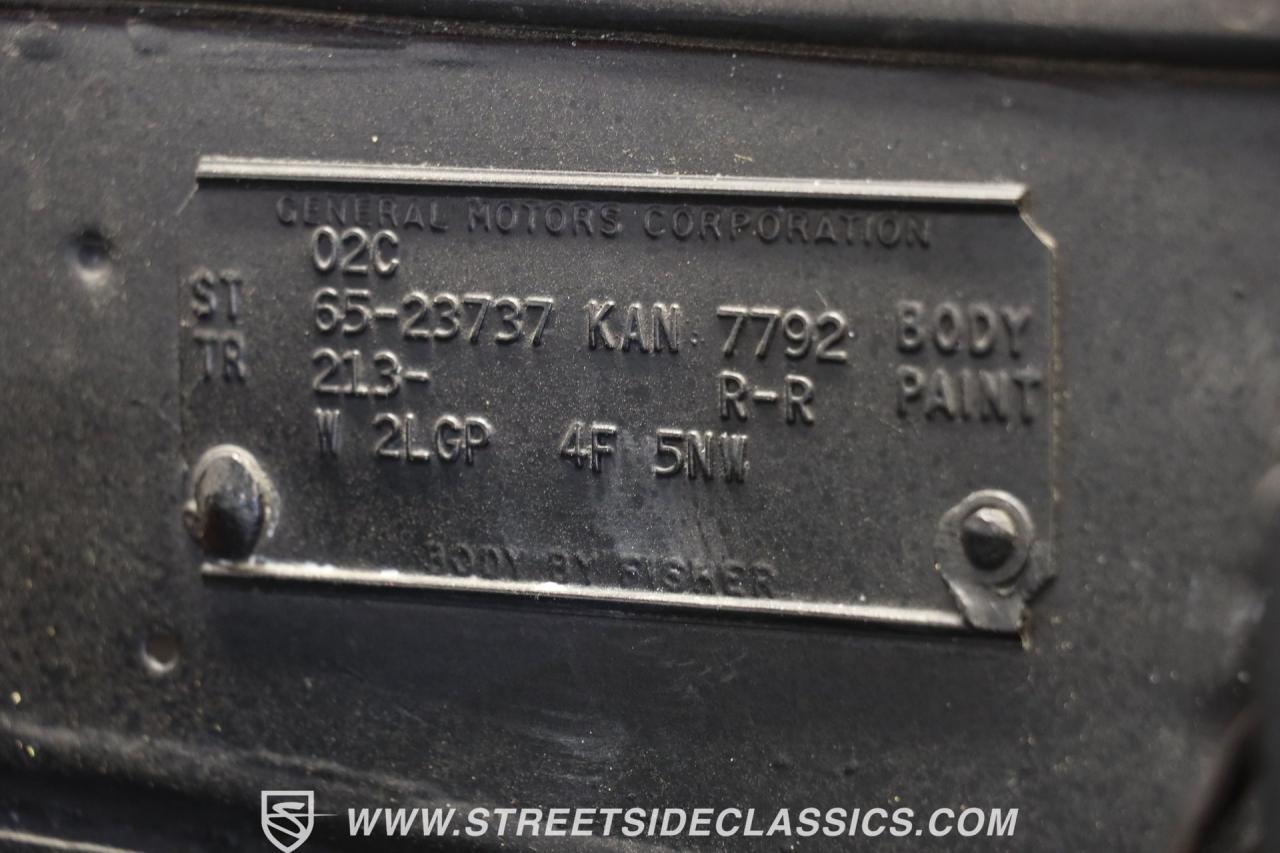 GENERAL MOTORS CORPORATION
02C
ST 65-23737 KAN 7792 BODY
TR 213- R-R PAINT
W 2LGP 4F 5NW
BODY BY FISHER
WWW.STREETSIDECLASSICS.COM